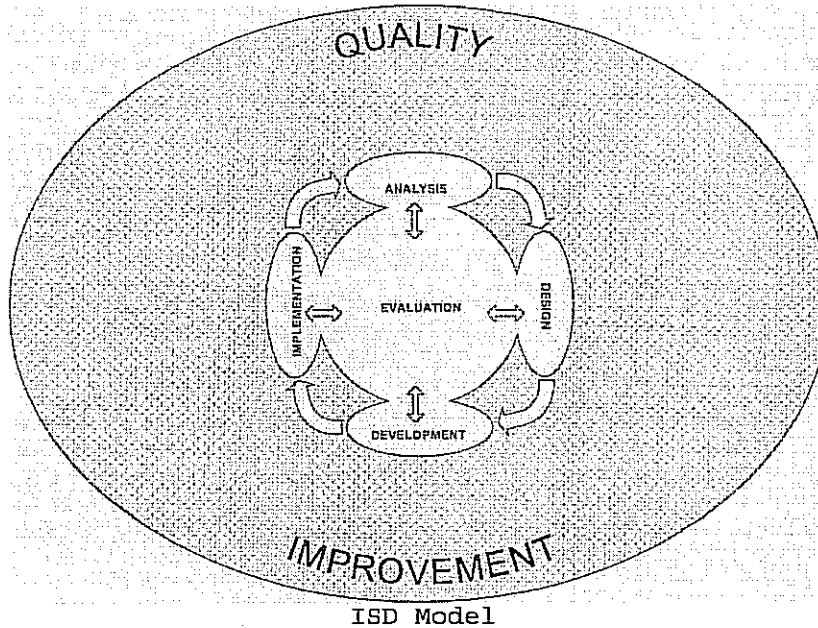 QUALITY
ANALYSIS
IMPLEMENTATION
EVALUATION
DESIGN
DEVELOPMENT
IMPROVEMENT
ISD Model